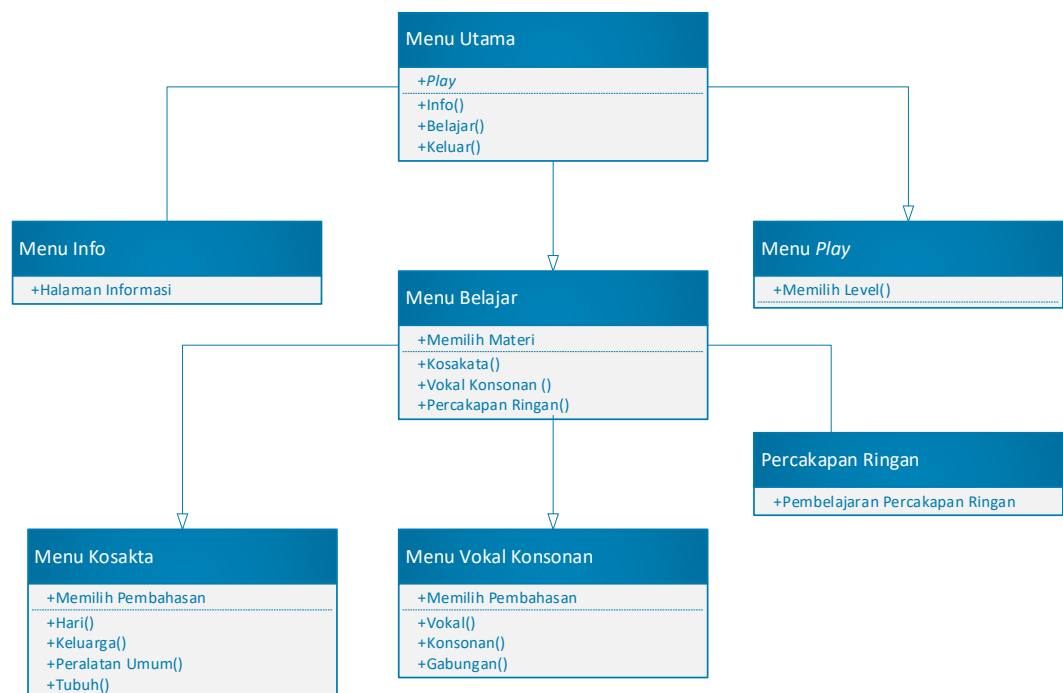 Menu Utama
+Play
+Info()
+Belajar()
+Keluar()
Menu Info
+Halaman Informasi
Menu Play
+Memilih Level()
Menu Belajar
+Memilih Materi
+Kosakata()
+Vokal Konsonan ()
+Percakapan Ringan()
Percakapan Ringan
+Pembelajaran Percakapan Ringan
Menu Kosakta
+Memilih Pembahasan
+Hari()
+Keluarga()
+Peralatan Umum()
+Tubuh()
Menu Vokal Konsonan
+Memilih Pembahasan
+Vokal()
+Konsonan()
+Gabungan()